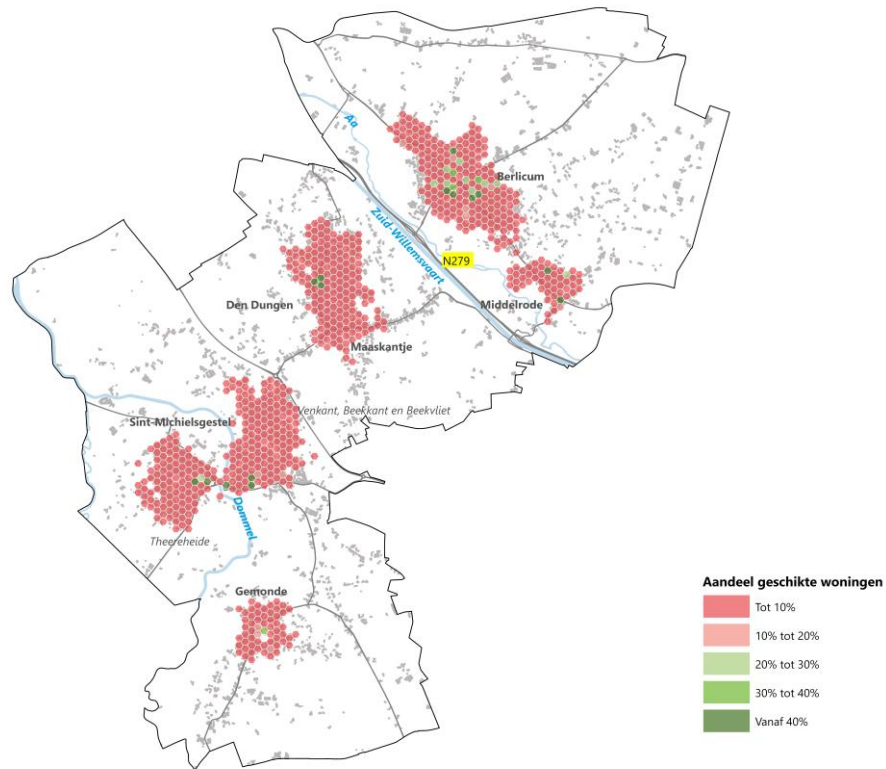 Aa
Berlicum
Zuid-Willemsvaart
N279
Den Dungen
Middelrode
Maaskantje
Venkant, Beekkant en Beekvliet
Sint-Michielsgestel
Dommel
Theereheide
Gemonde
Aandeel geschikte woningen
Tot 10%
10% tot 20%
20% tot 30%
30% tot 40%
Vanaf 40%